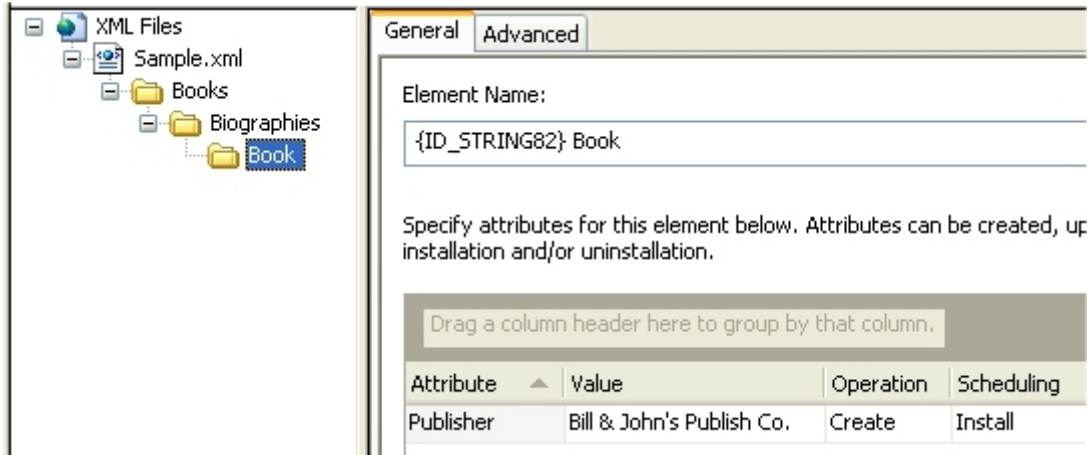 XML Files
Sample.xml
Books
Biographies
Book
General Advanced
Element Name:
{ID_STRING82} Book
Specify attributes for this element below. Attributes can be created, up
installation and/or uninstallation.
Drag a column header here to group by that column.
Attribute Value Operation Scheduling
Publisher Bill & John's Publish Co. Create Install